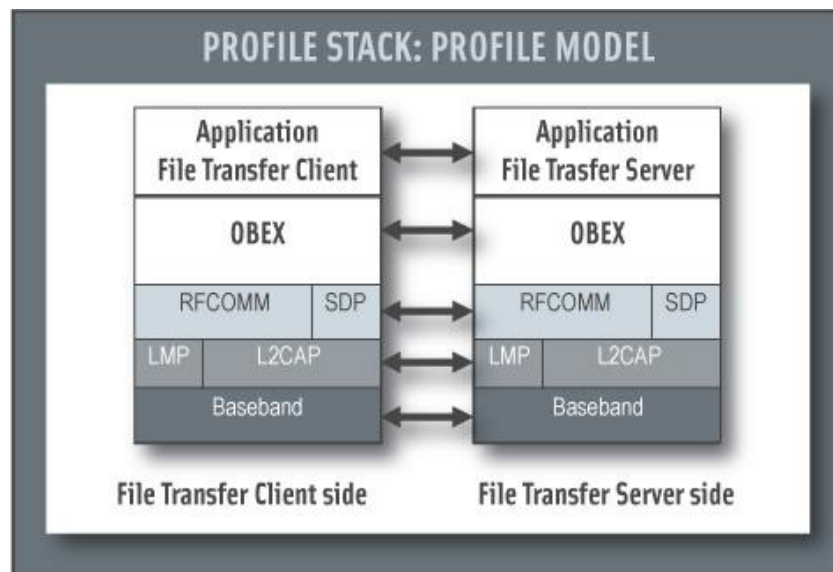 PROFILE STACK: PROFILE MODEL
Application
File Transfer Client
Application
File Trasfer Server
OBEX
OBEX
RFCOMM SDP
RFCOMM SDP
LMP L2CAP
LMP L2CAP
Baseband
Baseband
File Transfer Client side
File Transfer Server side